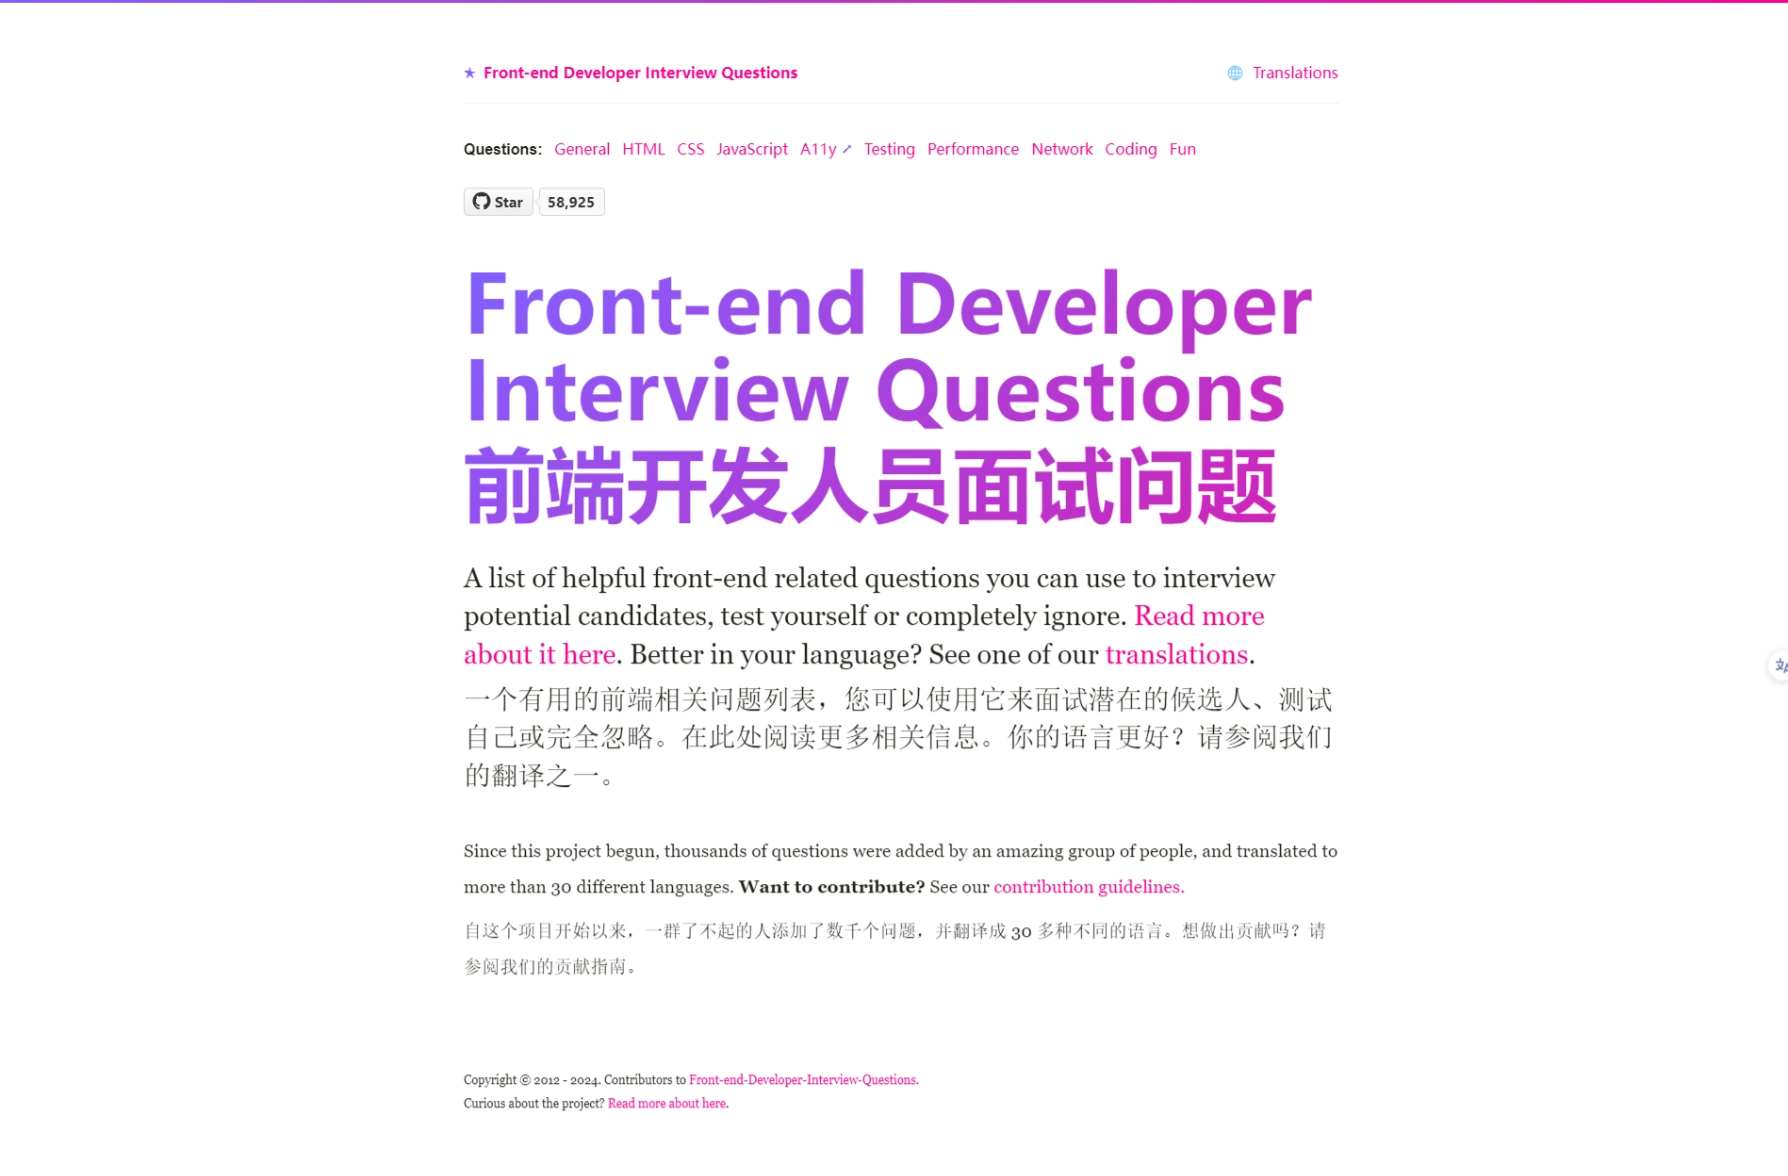 ★ Front-end Developer Interview Questions
Translations
Questions: General HTML CSS JavaScript A11y Testing Performance Network Coding Fun
Star 58,925
Front-end Developer
Interview Questions
前端开发人员面试问题
A list of helpful front-end related questions you can use to interview
potential candidates, test yourself or completely ignore. Read more
about it here. Better in your language? See one of our translations.
一个有用的前端相关问题列表，您可以使用它来面试潜在的候选人、测试
自己或完全忽略。在此处阅读更多相关信息。你的语言更好？请参阅我们
的翻译之一。
Since this project begun, thousands of questions were added by an amazing group of people, and translated to
more than 30 different languages. Want to contribute? See our contribution guidelines.
自这个项目开始以来，一群了不起的人添加了数千个问题，并翻译成 30 多种不同的语言。想做出贡献吗？请
参阅我们的贡献指南。
Copyright © 2012 - 2024. Contributors to Front-end-Developer-Interview-Questions.
Curious about the project? Read more about here.